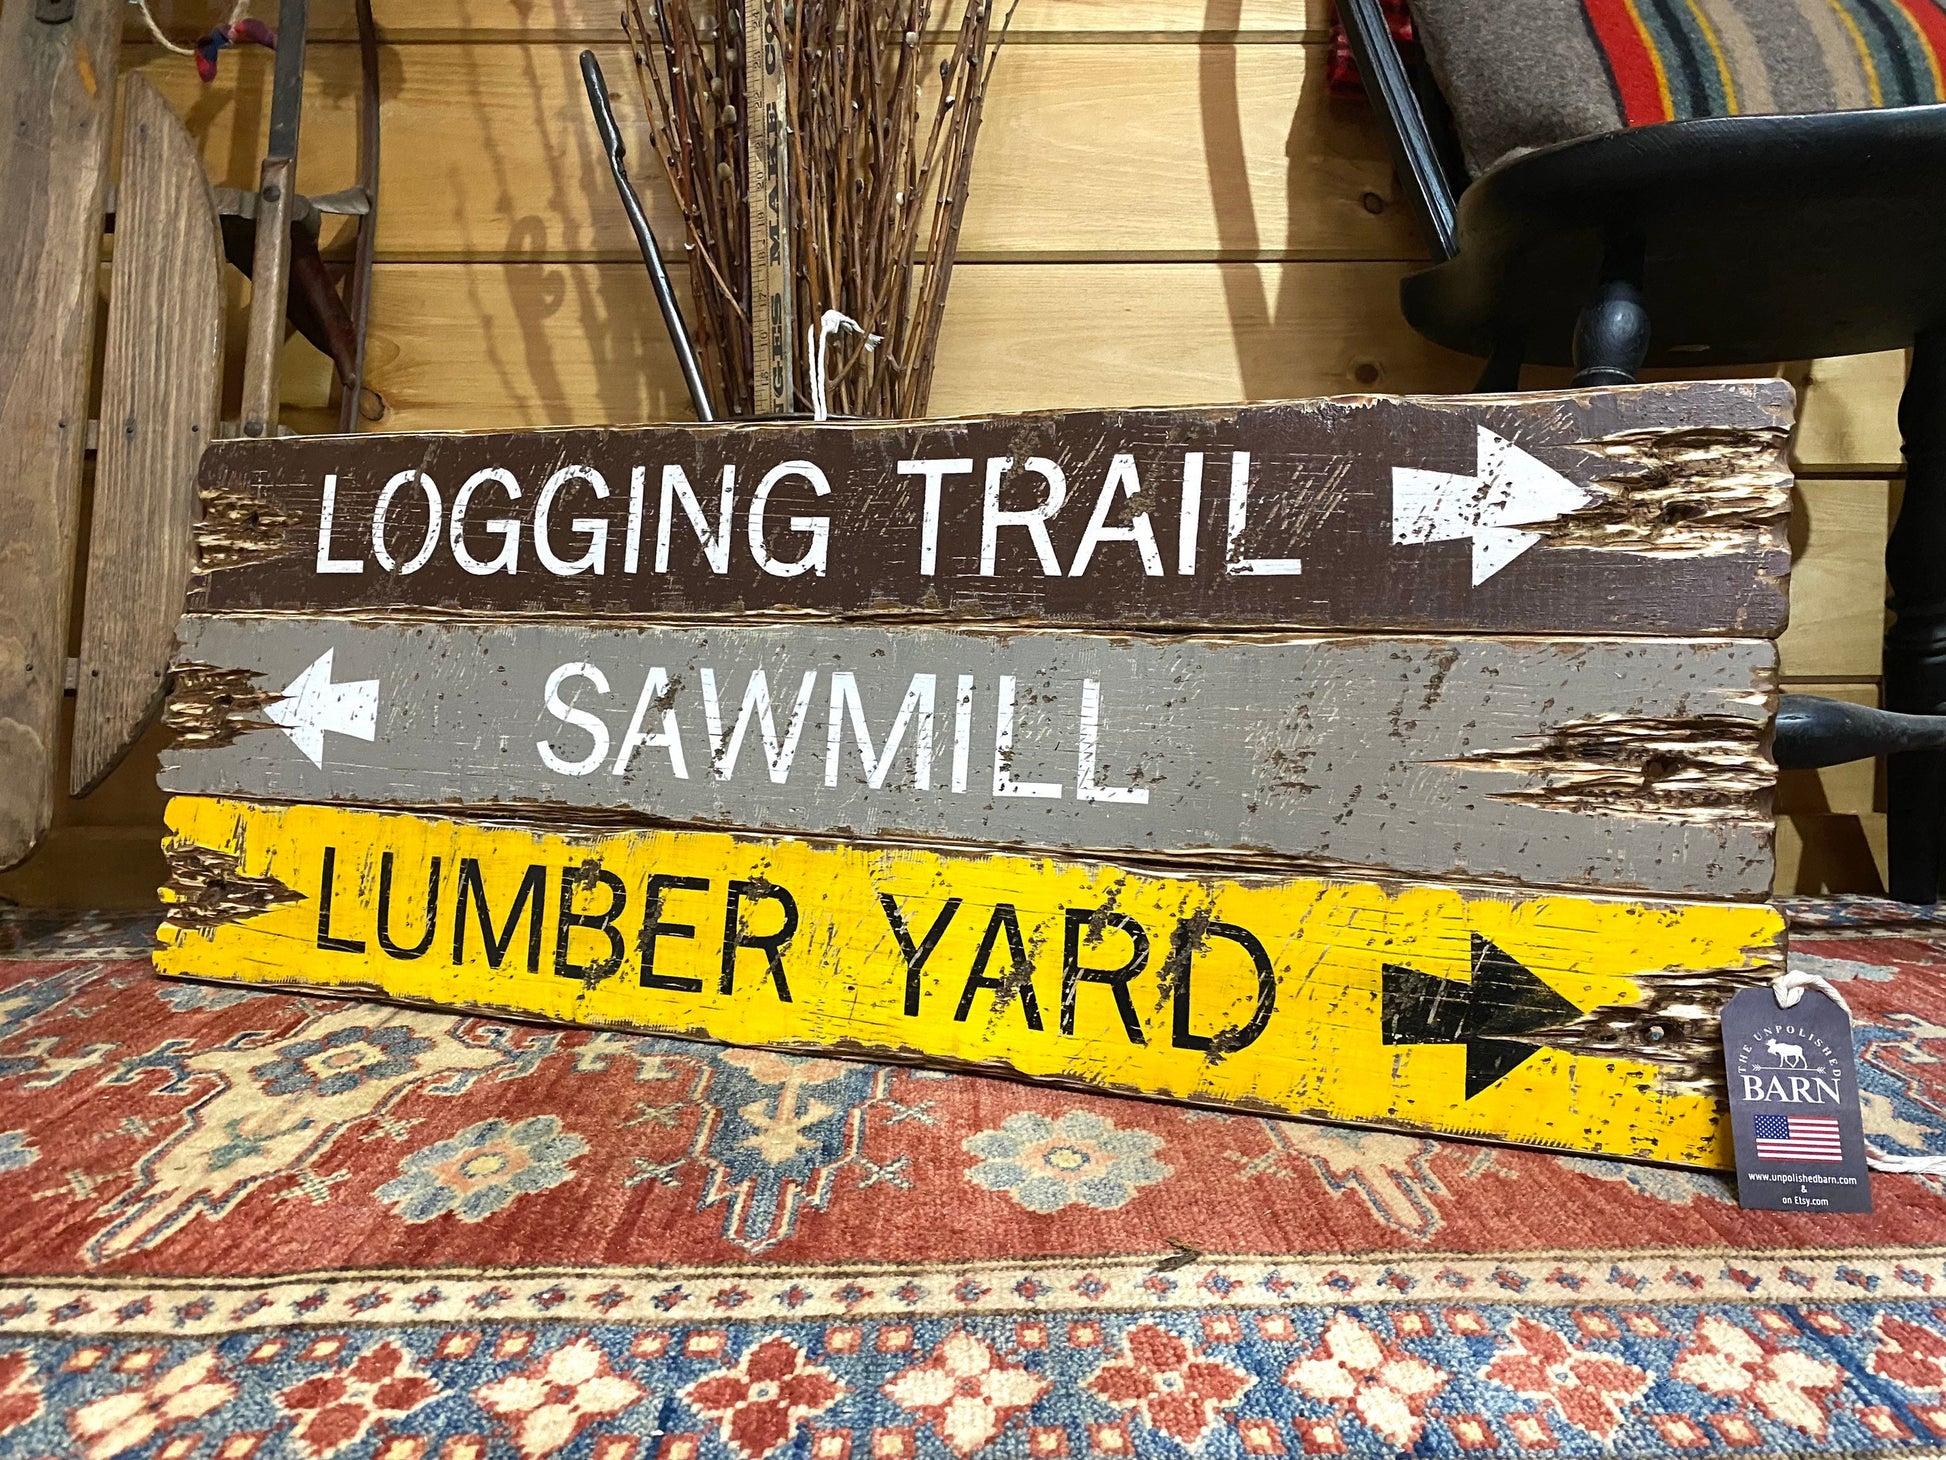 LOGGING TRAIL
SAWMILL
LUMBER YARD
THE UNPOLISHED
BARN
www.unpolishedbarn.com
&
on Etsy.com